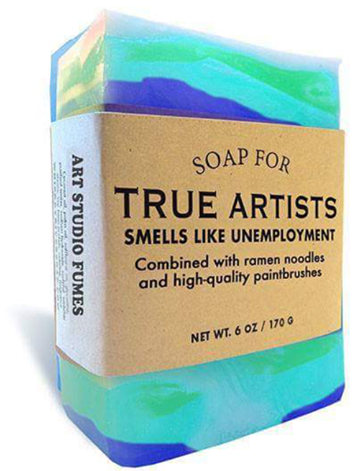 SOAP FOR
TRUE ARTISTS
SMELLS LIKE UNEMPLOYMENT
Combined with ramen noodles
and high-quality paintbrushes
NET WT. 6 OZ / 170 G
ART STUDIO FUMES